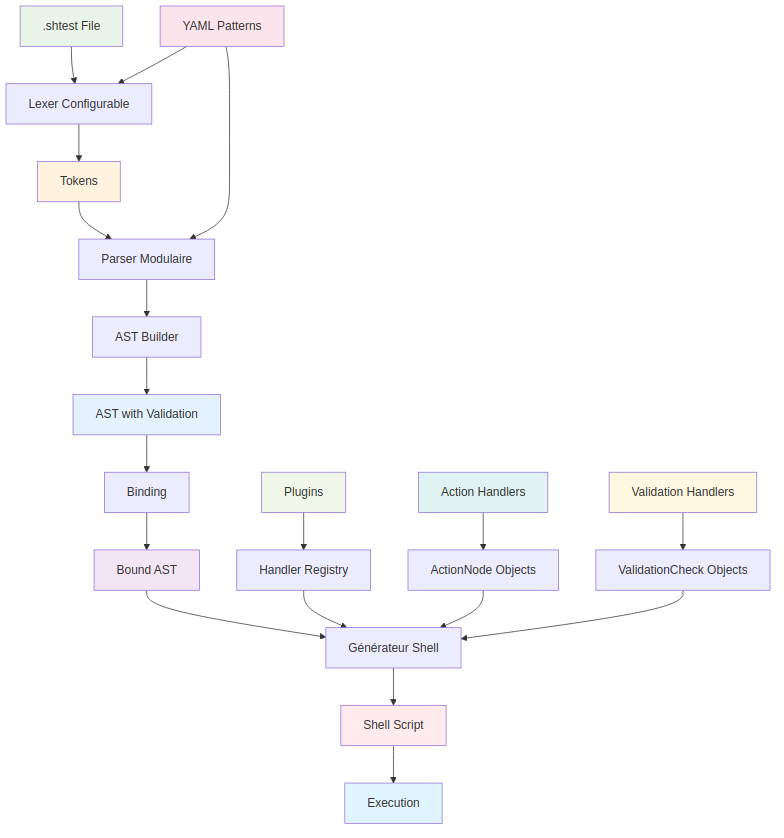 .shtest File
YAML Patterns
Lexer Configurable
Tokens
Parser Modulaire
AST Builder
AST with Validation
Binding
Plugins
Action Handlers
Validation Handlers
Bound AST
Handler Registry
ActionNode Objects
ValidationCheck Objects
Générateur Shell
Shell Script
Execution